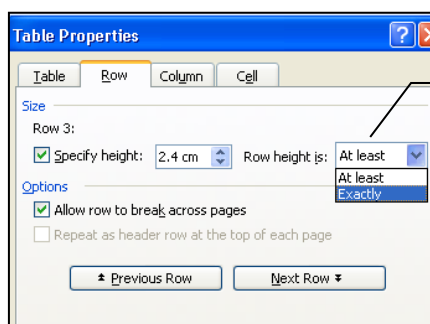 Table Properties
Table Row Column Cell
Size
Row 3:
Specify height: 2.4 cm Row height is: At least
At least
Exactly
Options
Allow row to break across pages
Repeat as header row at the top of each page
Previous Row Next Row